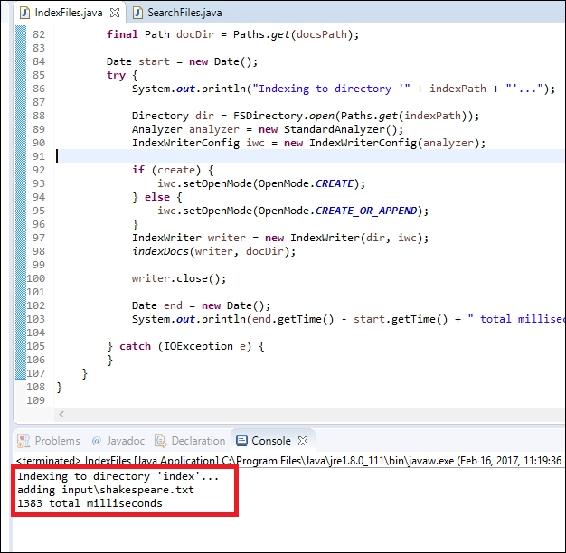 IndexFiles.java SearchFiles.java
82 final Path docDir = Paths.get(docsPath);
83
84 Date start = new Date();
85 try {
86 System.out.println("Indexing to directory '" + indexPath + "'...");
87
88 Directory dir = FSDirectory.open(Paths.get(indexPath));
89 Analyzer analyzer = new StandardAnalyzer();
90 IndexWriterConfig iwc = new IndexWriterConfig(analyzer);
91
92 if (create) {
93 iwc.setOpenMode(OpenMode.CREATE);
94 } else {
95 iwc.setOpenMode(OpenMode.CREATE_OR_APPEND);
96 }
97 IndexWriter writer = new IndexWriter(dir, iwc);
98 indexDocs(writer, docDir);
99
100 writer.close();
101
102 Date end = new Date();
103 System.out.println(end.getTime() - start.getTime() + " total milliseco
104
105 } catch (IOException e) {
106 }
107 }
108 }
109
Problems @ Javadoc Declaration Console
<terminated> IndexFiles [Java Application] C:\Program Files\Java\jre1.8.0_111\bin\javaw.exe (Feb 16, 2017, 11:19:36
Indexing to directory 'index'...
adding input\shakespeare.txt
1383 total milliseconds